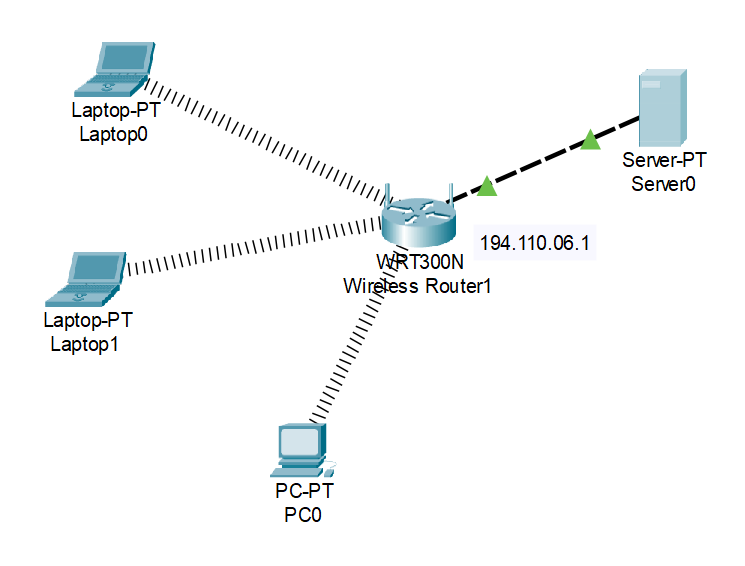 Laptop-PT
Laptop0
Server-PT
Server0
194.110.06.1
WRT300N
Wireless Router1
Laptop-PT
Laptop1
PC-PT
PC0